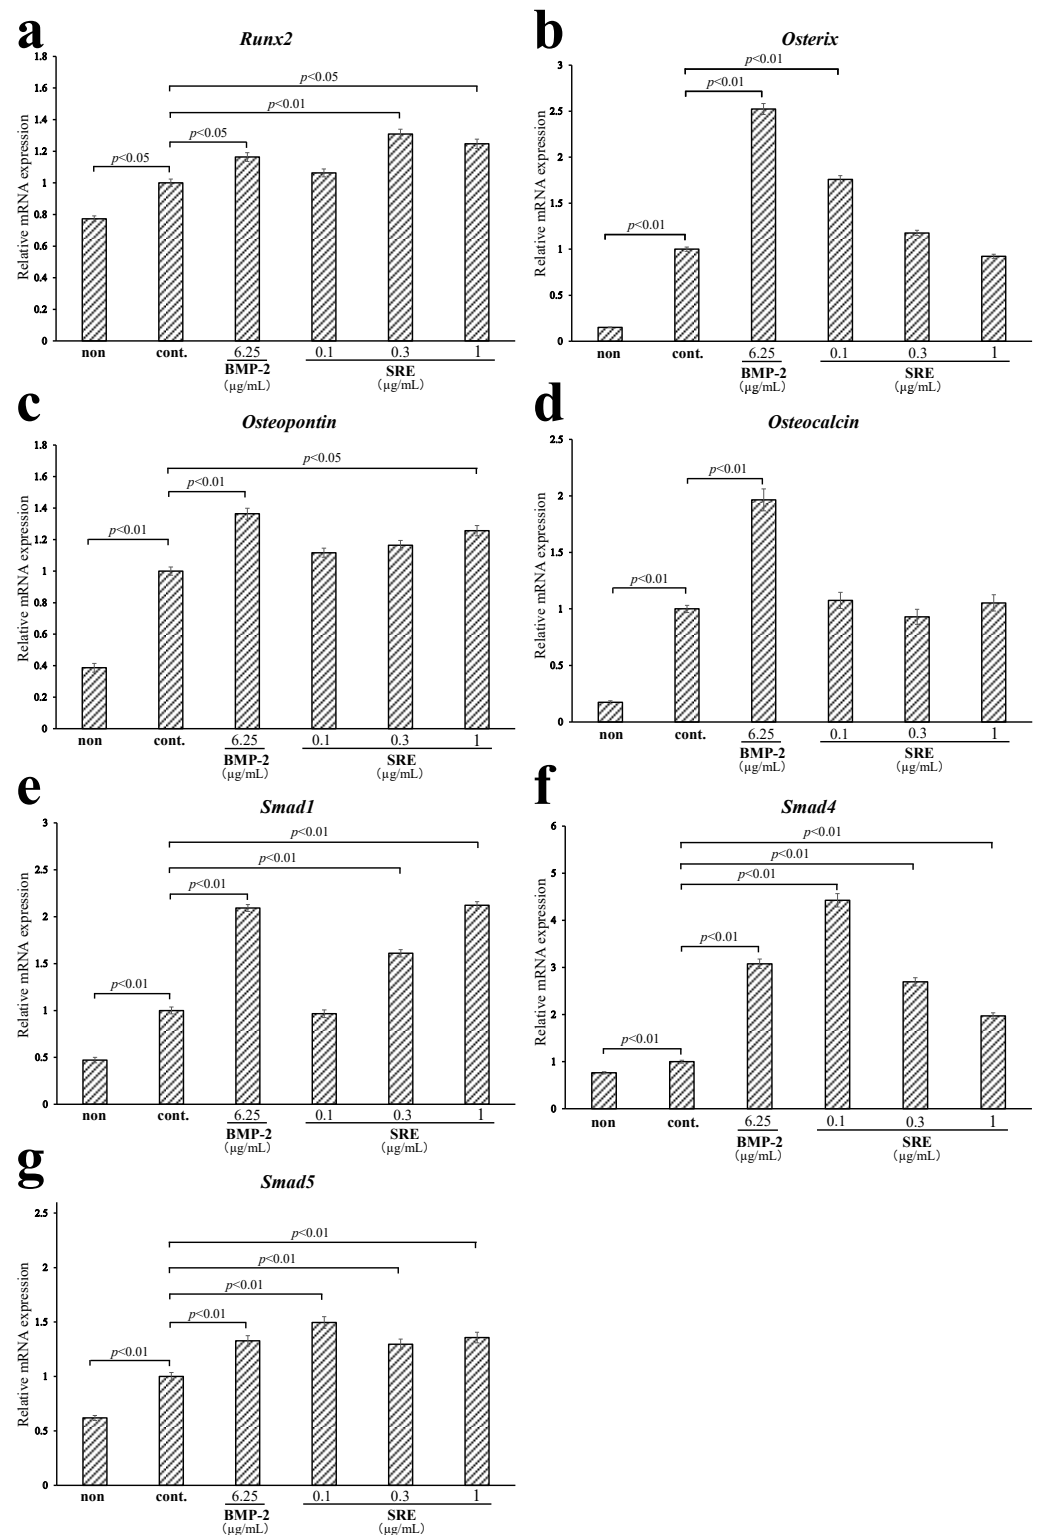 a
Runx2
Relative mRNA expression
1.8
1.6
1.4
1.2
1
0.8
0.6
0.4
0.2
0
p<0.05
p<0.01
p<0.05
p<0.05
non cont. 6.25 0.1 0.3 1
BMP-2 SRE
(μg/mL) (μg/mL)
b
Osterix
Relative mRNA expression
3
2.5
2
1.5
1
0.5
0
p<0.01
p<0.01
p<0.01
non cont. 6.25 0.1 0.3 1
BMP-2 SRE
(μg/mL) (μg/mL)
c
Osteopontin
Relative mRNA expression
1.8
1.6
1.4
1.2
1
0.8
0.6
0.4
0.2
0
p<0.05
p<0.01
p<0.01
non cont. 6.25 0.1 0.3 1
BMP-2 SRE
(μg/mL) (μg/mL)
d
Osteocalcin
Relative mRNA expression
2.5
2
1.5
1
0.5
0
p<0.01
p<0.01
non cont. 6.25 0.1 0.3 1
BMP-2 SRE
(μg/mL) (μg/mL)
e
Smad1
Relative mRNA expression
3
2.5
2
1.5
1
0.5
0
p<0.01
p<0.01
p<0.01
p<0.01
non cont. 6.25 0.1 0.3 1
BMP-2 SRE
(μg/mL) (μg/mL)
f
Smad4
Relative mRNA expression
6
5
4
3
2
1
0
p<0.01
p<0.01
p<0.01
p<0.01
p<0.01
non cont. 6.25 0.1 0.3 1
BMP-2 SRE
(μg/mL) (μg/mL)
g
Smad5
Relative mRNA expression
2.5
2
1.5
1
0.5
0
p<0.01
p<0.01
p<0.01
p<0.01
p<0.01
non cont. 6.25 0.1 0.3 1
BMP-2 SRE
(μg/mL) (μg/mL)